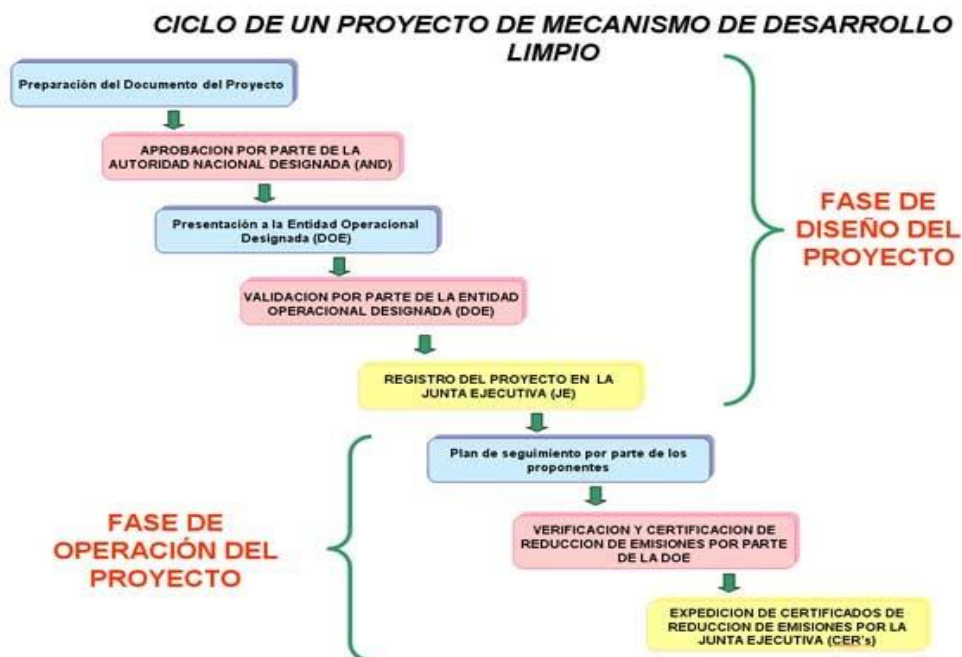 CICLO DE UN PROYECTO DE MECANISMO DE DESARROLLO
LIMPIO
Preparación del Documento del Proyecto
APROBACION POR PARTE DE LA
AUTORIDAD NACIONAL DESIGNADA (AND)
Presentación a la Entidad Operacional
Designada (DOE)
VALIDACION POR PARTE DE LA ENTIDAD
OPERACIONAL DESIGNADA (DOE)
REGISTRO DEL PROYECTO EN LA
JUNTA EJECUTIVA (JE)
FASE DE
DISEÑO DEL
PROYECTO
Plan de seguimiento por parte de los
proponentes
VERIFICACION Y CERTIFICACION DE
REDUCCION DE EMISIONES POR PARTE
DE LA DOE
EXPEDICION DE CERTIFICADOS DE
REDUCCION DE EMISIONES POR LA
JUNTA EJECUTIVA (CER's)
FASE DE
OPERACIÓN DEL
PROYECTO